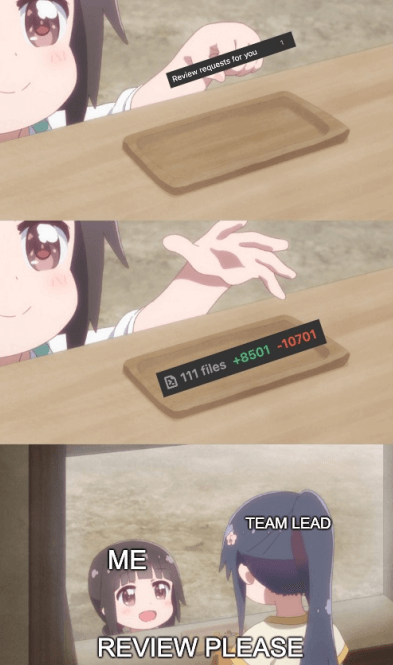 Review requests for you 1
111 files +8501 -10701
TEAM LEAD
ME
REVIEW PLEASE